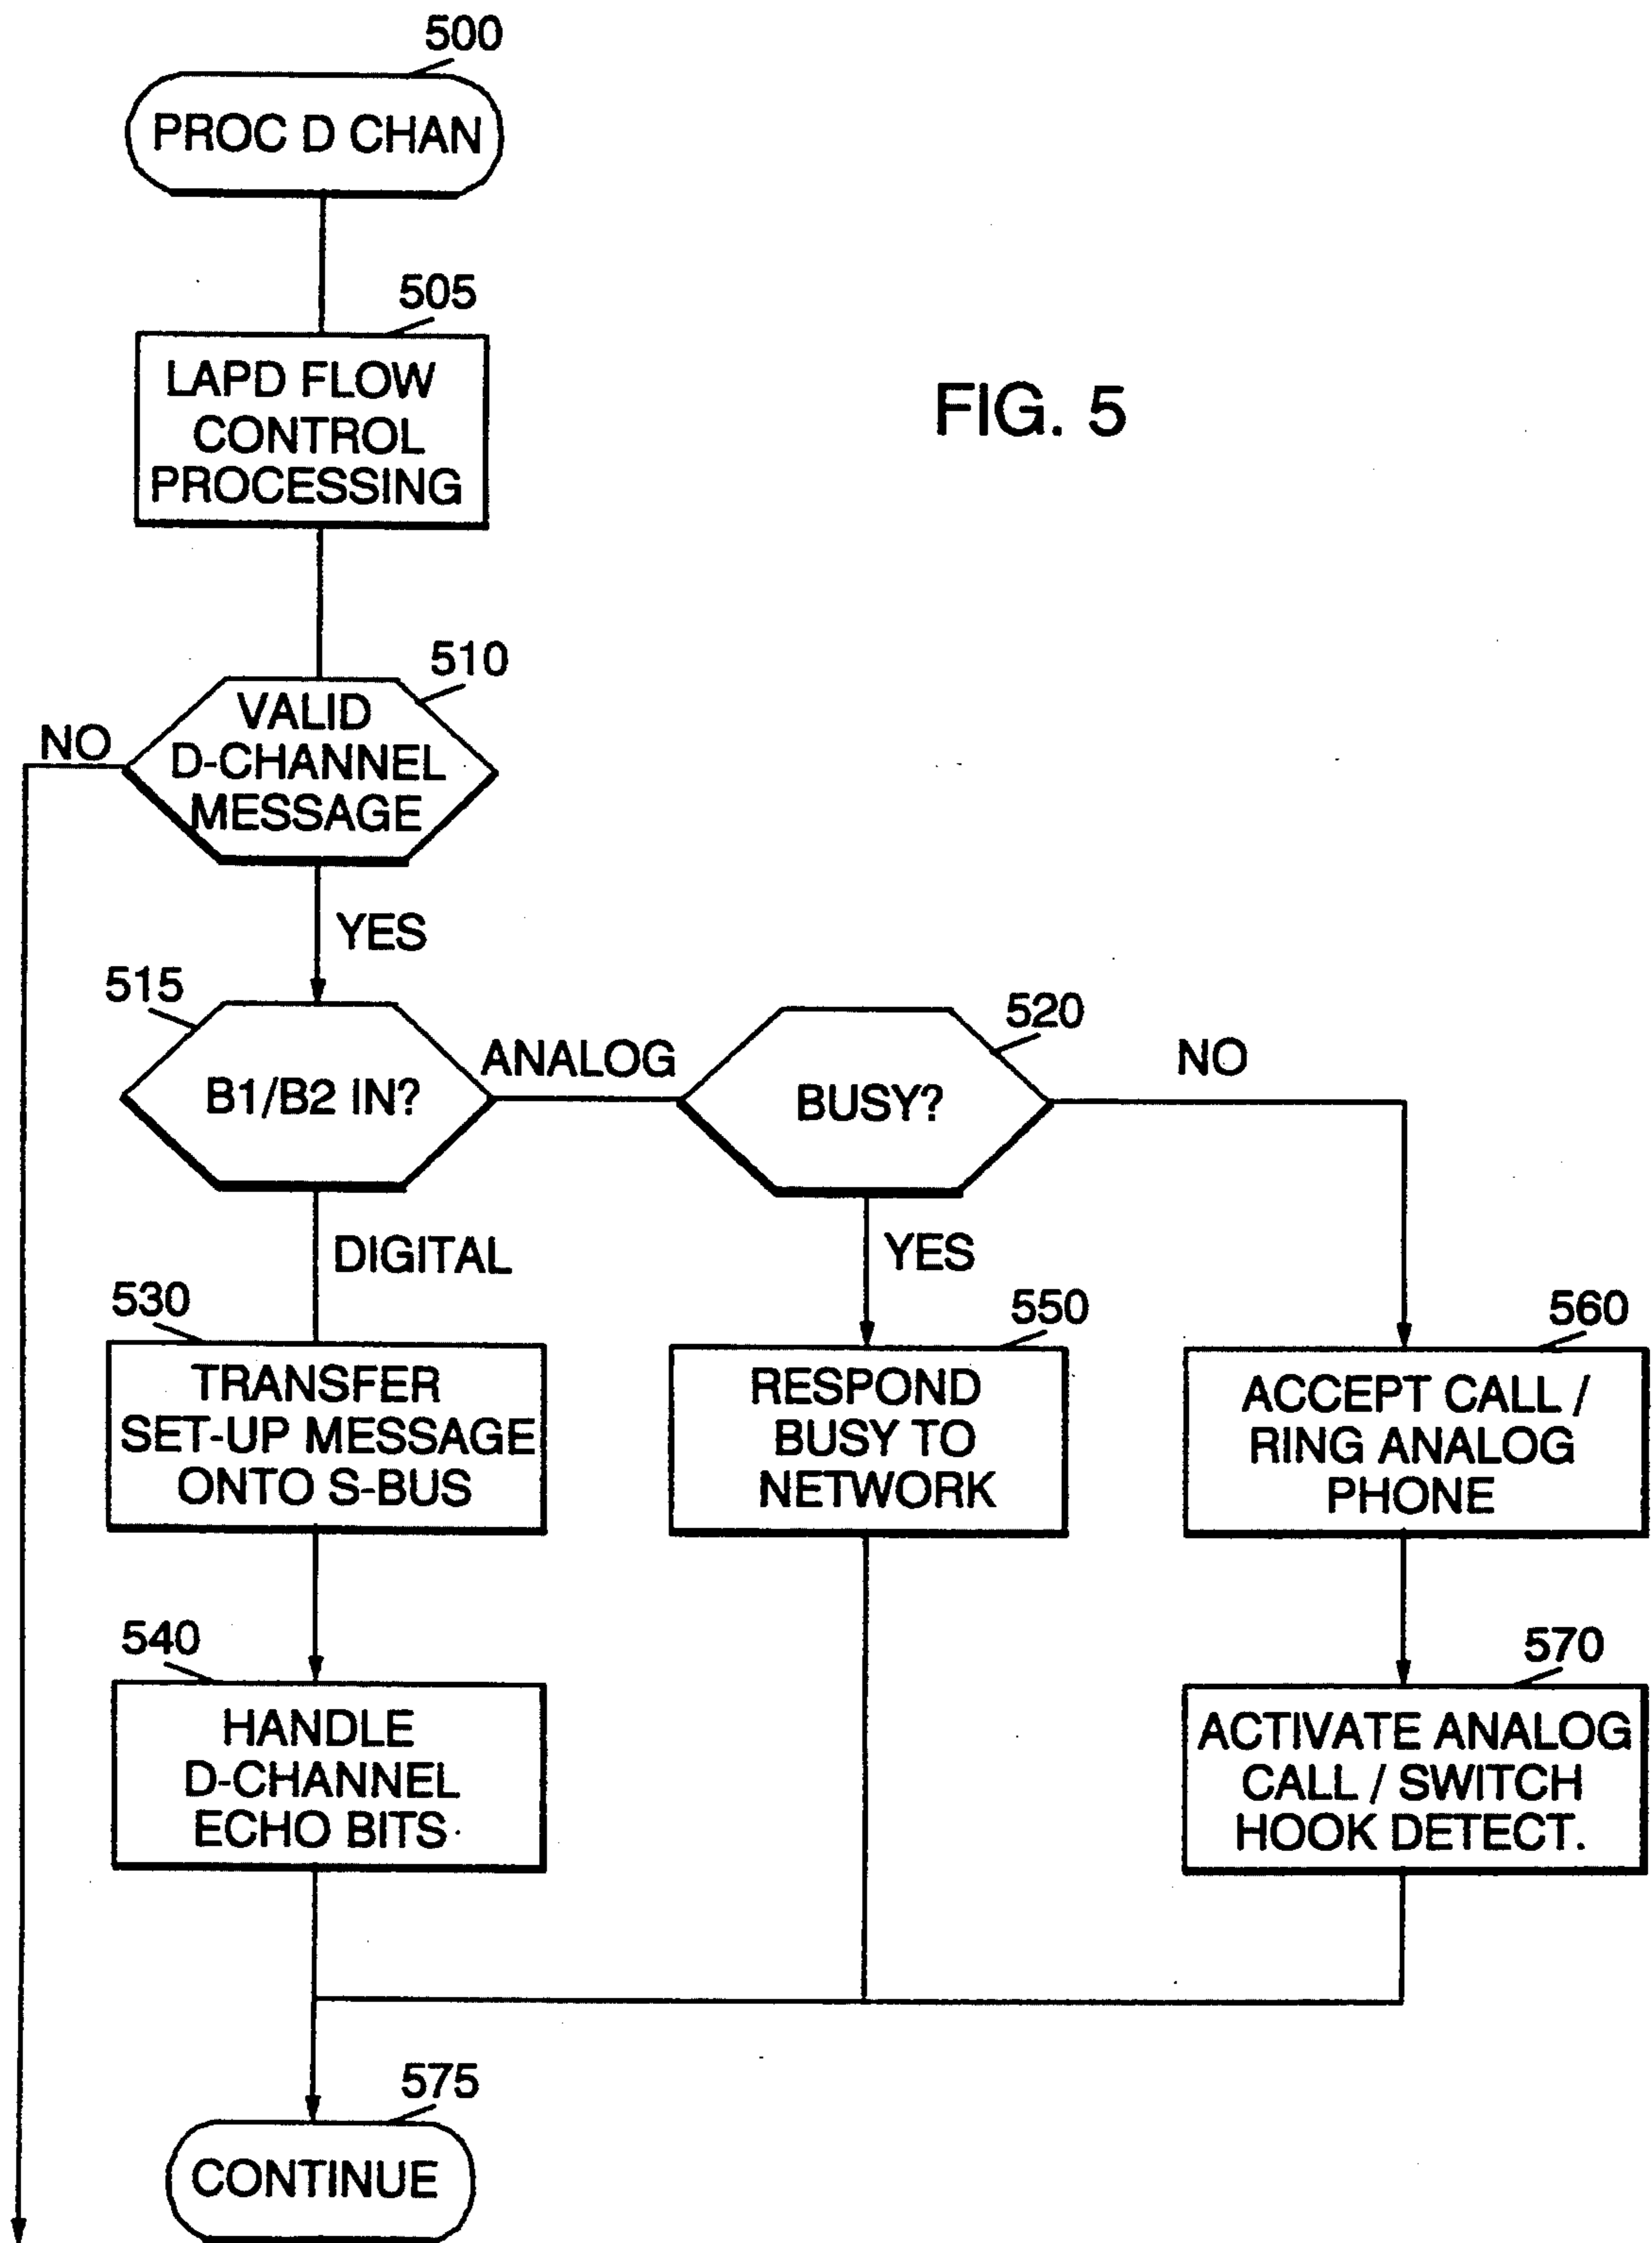 500
PROC D CHAN
505
LAPD FLOW
CONTROL
PROCESSING
FIG. 5
510
VALID
D-CHANNEL
MESSAGE
NO
YES
515
B1/B2 IN?
ANALOG
520
BUSY?
NO
DIGITAL
YES
530
TRANSFER
SET-UP MESSAGE
ONTO S-BUS
550
RESPOND
BUSY TO
NETWORK
560
ACCEPT CALL /
RING ANALOG
PHONE
540
HANDLE
D-CHANNEL
ECHO BITS
570
ACTIVATE ANALOG
CALL / SWITCH
HOOK DETECT.
575
CONTINUE